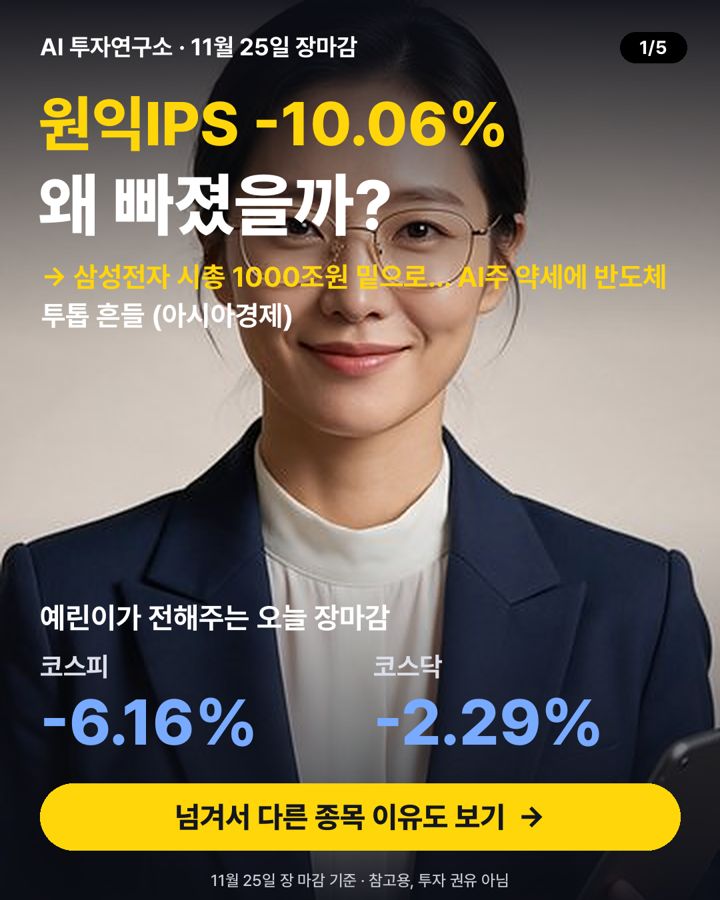 AI 투자연구소 · 11월 25일 장마감
1/5
원익IPS -10.06%
왜 빠졌을까?
→ 삼성전자 시총 1000조원 밑으로... AI주 약세에 반도체
투톱 흔들 (아시아경제)
예린이가 전해주는 오늘 장마감
코스피
코스닥
-6.16%
-2.29%
넘겨서 다른 종목 이유도 보기 →
11월 25일 장 마감 기준 · 참고용, 투자 권유 아님